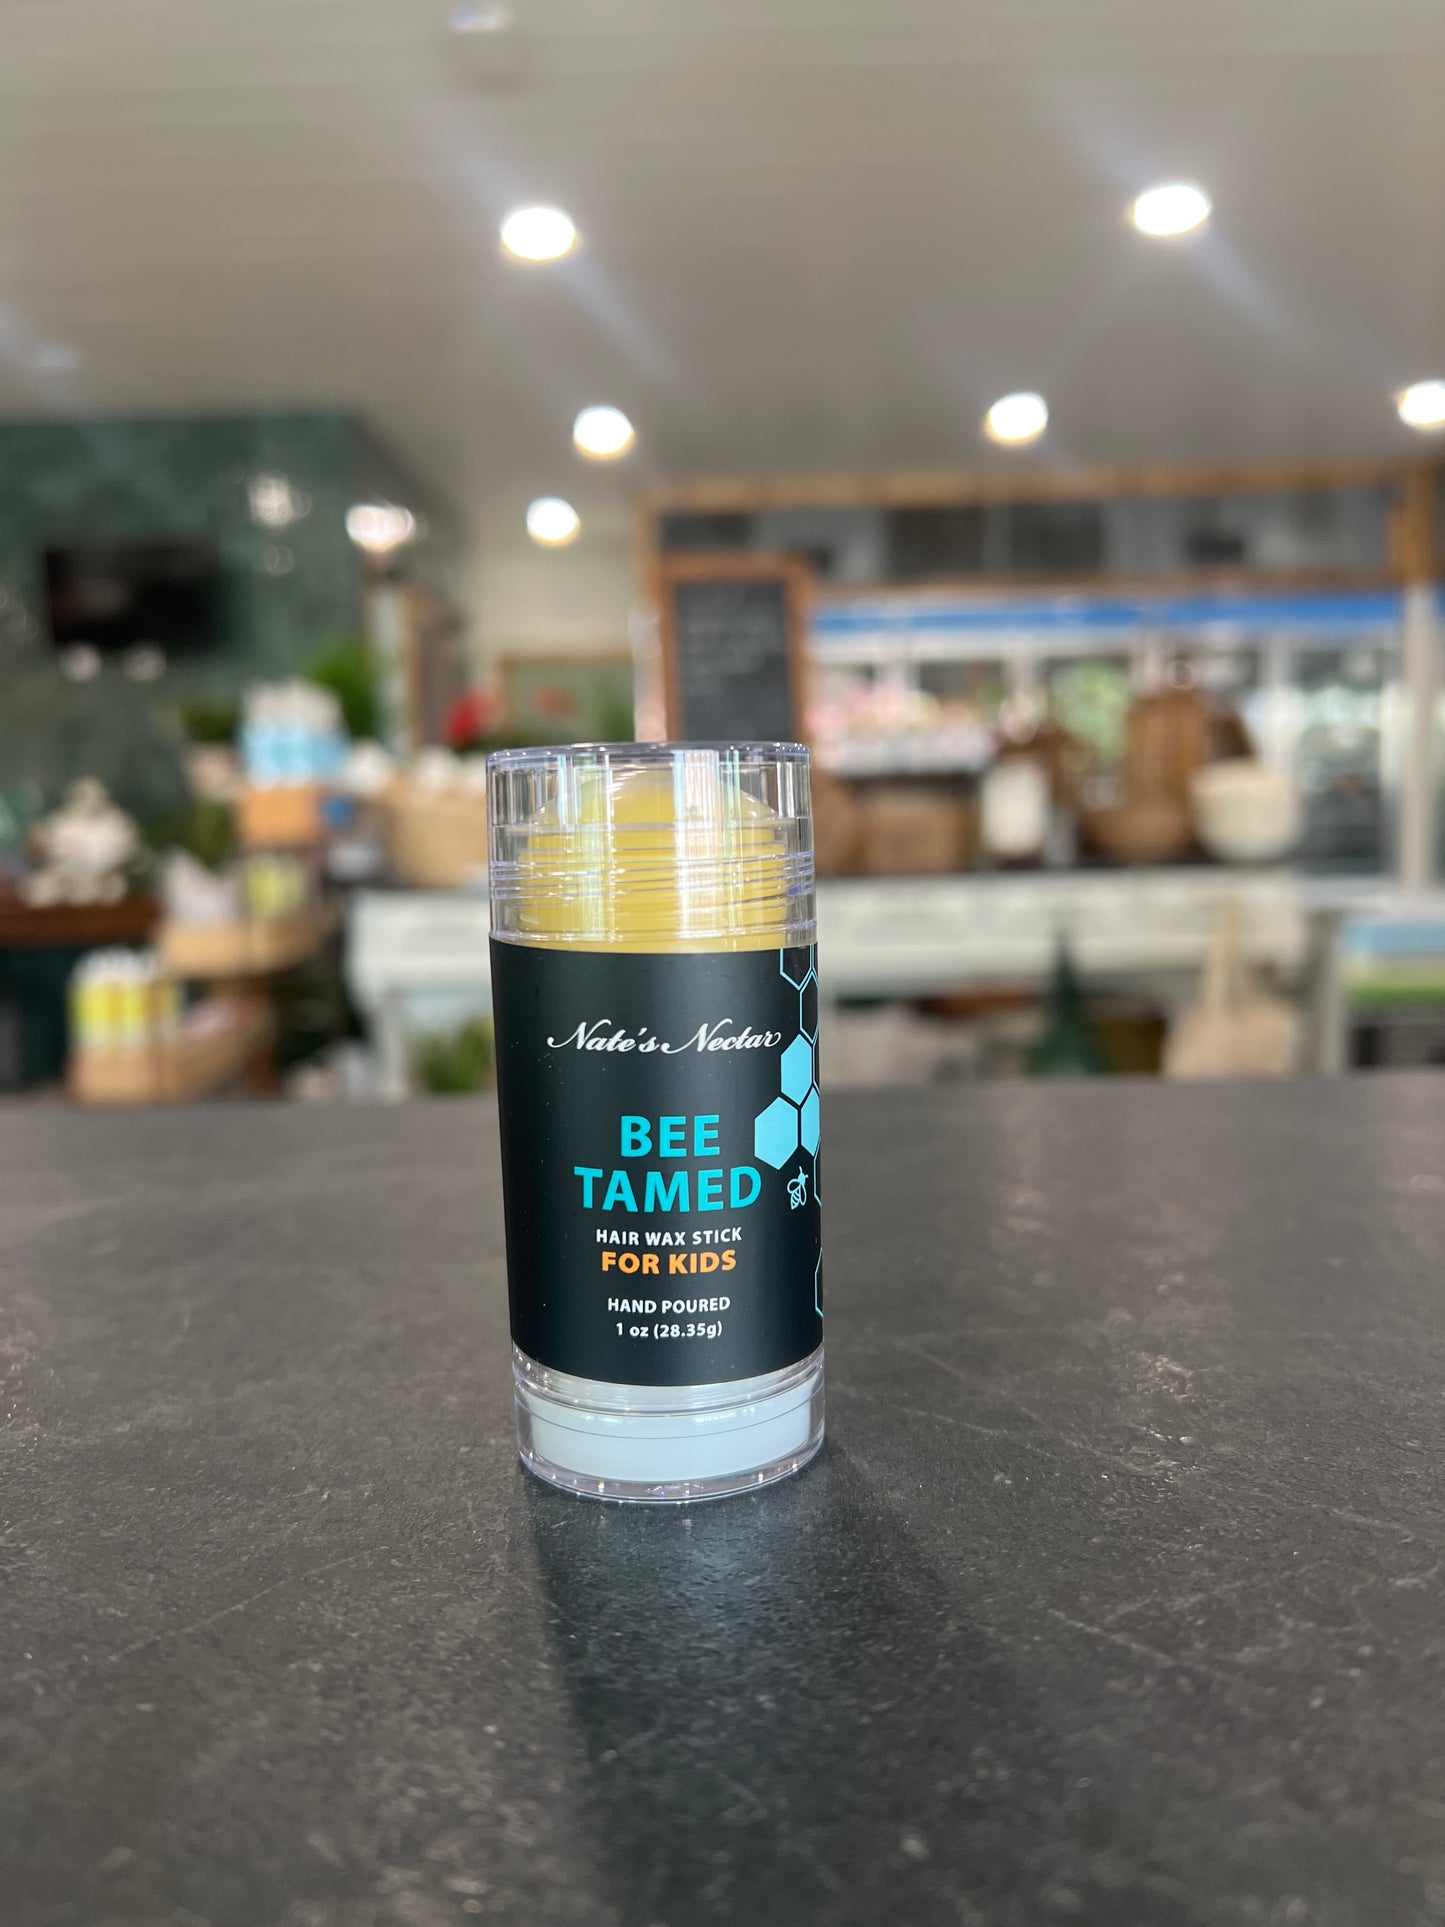 Nate's Nectar
BEE
TAMED
HAIR WAX STICK
FOR KIDS
HAND POURED
1 oz (28.35g)